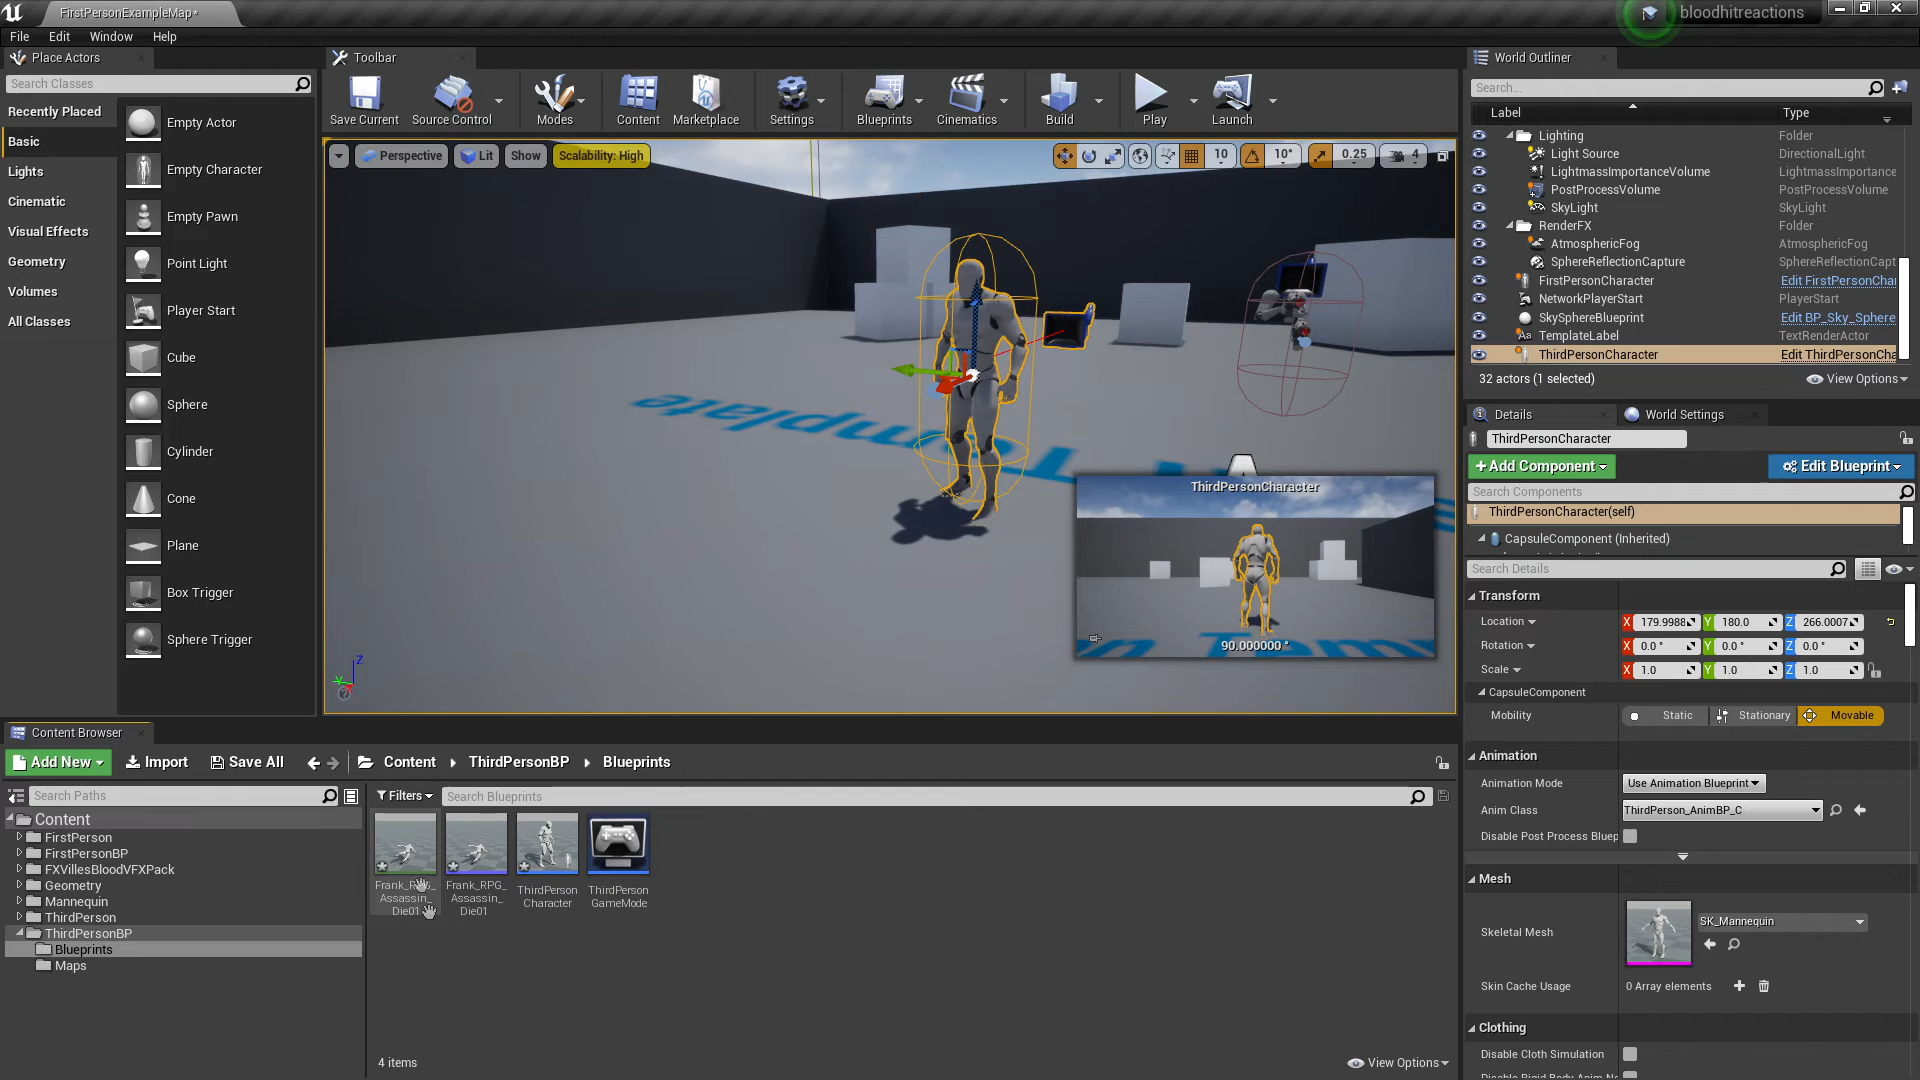 FirstPersonExampleMap*
bloodhitreactions
File Edit Window Help
Place Actors
Search Classes
Recently Placed
Basic
Lights
Cinematic
Visual Effects
Geometry
Volumes
All Classes
Empty Actor
Empty Character
Empty Pawn
Point Light
Player Start
Cube
Sphere
Cylinder
Cone
Plane
Box Trigger
Sphere Trigger
Toolbar
Save Current Source Control Modes Content Marketplace Settings Blueprints Cinematics Build Play Launch
Perspective Lit Show Scalability: High 10 10° 0.25 4
ThirdPersonCharacter
90.000000 °
World Outliner
Search...
Label Type
Lighting Folder
Light Source DirectionalLight
LightmassImportanceVolume LightmassImportance
PostProcessVolume PostProcessVolume
SkyLight SkyLight
RenderFX Folder
AtmosphericFog AtmosphericFog
SphereReflectionCapture SphereReflectionCapt
FirstPersonCharacter Edit FirstPersonCha
NetworkPlayerStart PlayerStart
SkySphereBlueprint Edit BP_Sky_Sphere
TemplateLabel TextRenderActor
ThirdPersonCharacter Edit ThirdPersonCha
32 actors (1 selected) View Options
Details World Settings
ThirdPersonCharacter
+Add Component Edit Blueprint
Search Components
ThirdPersonCharacter(self)
CapsuleComponent (Inherited)
Search Details
Transform
Location X 179.9988 Y 180.0 Z 266.0007
Rotation X 0.0 ° Y 0.0 ° Z 0.0 °
Scale X 1.0 Y 1.0 Z 1.0
CapsuleComponent
Mobility Static Stationary Movable
Animation
Animation Mode Use Animation Blueprint
Anim Class ThirdPerson_AnimBP_C
Disable Post Process Bluep
Mesh
Skeletal Mesh SK_Mannequin
Skin Cache Usage 0 Array elements
Clothing
Disable Cloth Simulation
Content Browser
Add New Import Save All Content ThirdPersonBP Blueprints
Search Paths
Filters Search Blueprints
Content
FirstPerson
FirstPersonBP
FXVillesBloodVFXPack
Geometry
Mannequin
ThirdPerson
ThirdPersonBP
Blueprints
Maps
Frank_RPG_
Assassin_
Die01
Frank_RPG_
Assassin_
Die01
ThirdPerson
Character
ThirdPerson
GameMode
4 items View Options